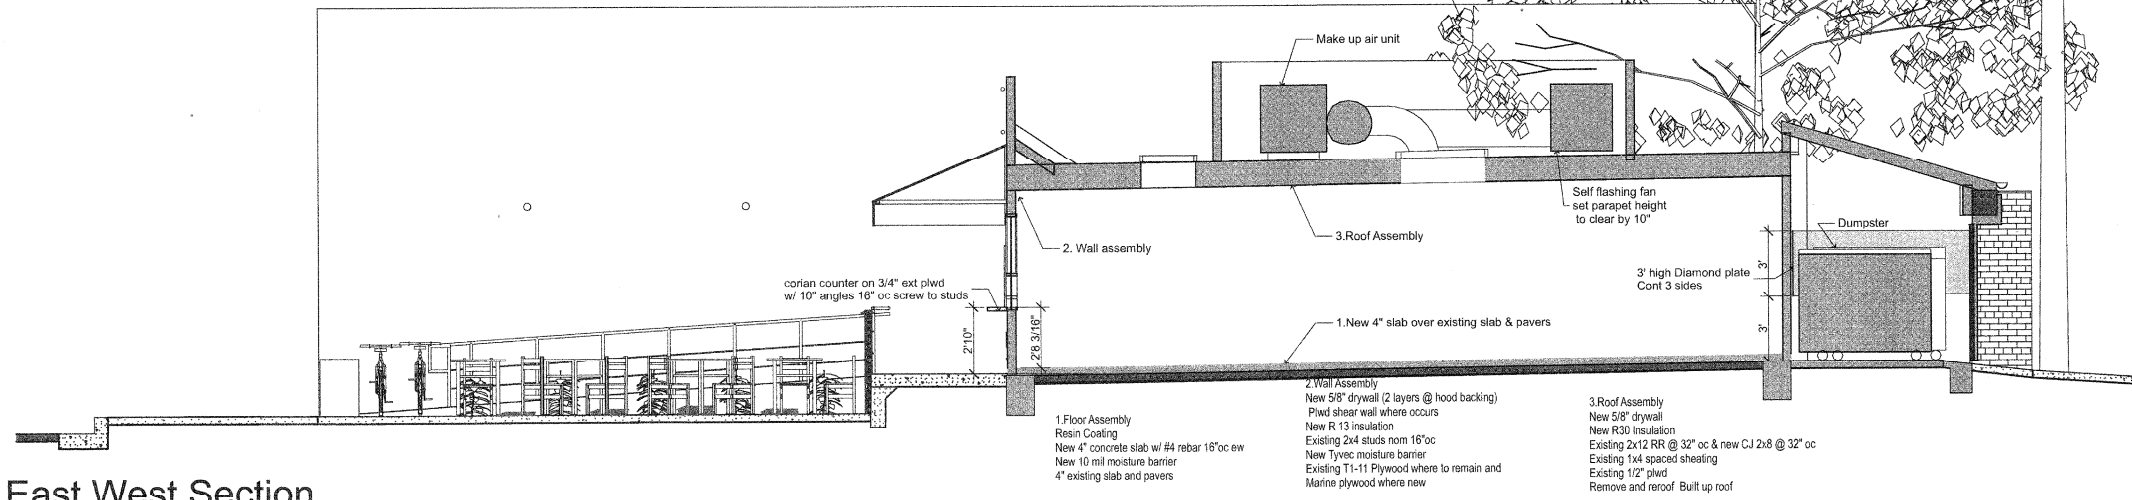 Make up air unit
Self flashing fan
set parapet height
to clear by 10"
2. Wall assembly
3.Roof Assembly
Dumpster
3' high Diamond plate
Cont 3 sides
3'
3'
corian counter on 3/4" ext plwd
w/ 10" angles 16" oc screw to studs
2'10"
2'8 3/16"
1.New 4" slab over existing slab & pavers
1.Floor Assembly
Resin Coating
New 4" concrete slab w/ #4 rebar 16"oc ew
New 10 mil moisture barrier
4" existing slab and pavers
2.Wall Assembly
New 5/8" drywall (2 layers @ hood backing)
Plwd shear wall where occurs
New R 13 insulation
Existing 2x4 studs nom 16"oc
New Tyvec moisture barrier
Existing T1-11 Plywood where to remain and
Marine plywood where new
3.Roof Assembly
New 5/8" drywall
New R30 Insulation
Existing 2x12 RR @ 32" oc & new CJ 2x8 @ 32" oc
Existing 1x4 spaced sheating
Existing 1/2" plwd
Remove and reroof Built up roof
East West Section